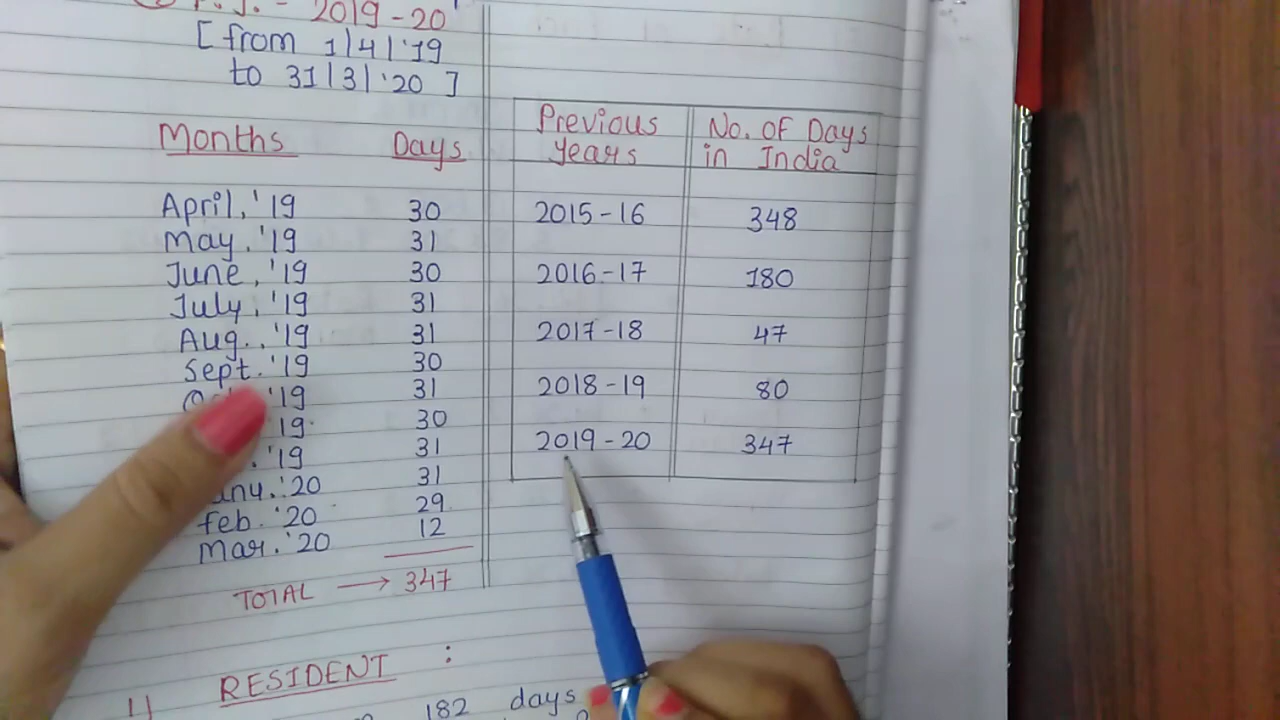 P.Y. - 2019-20
[from 1/4/'19
to 31/3/'20]
Months Days
April,'19 30
May.'19 31
June,'19 30
July,'19 31
Aug.,'19 31
Sept.'19 30
'19 31
'19 30
'19 31
'20 31
feb.'20 29
Mar.'20 12
TOTAL → 347
Previous Years No. OF Days in India
2015-16 348
2016-17 180
2017-18 47
2018-19 80
2019-20 347
RESIDENT :
182 days